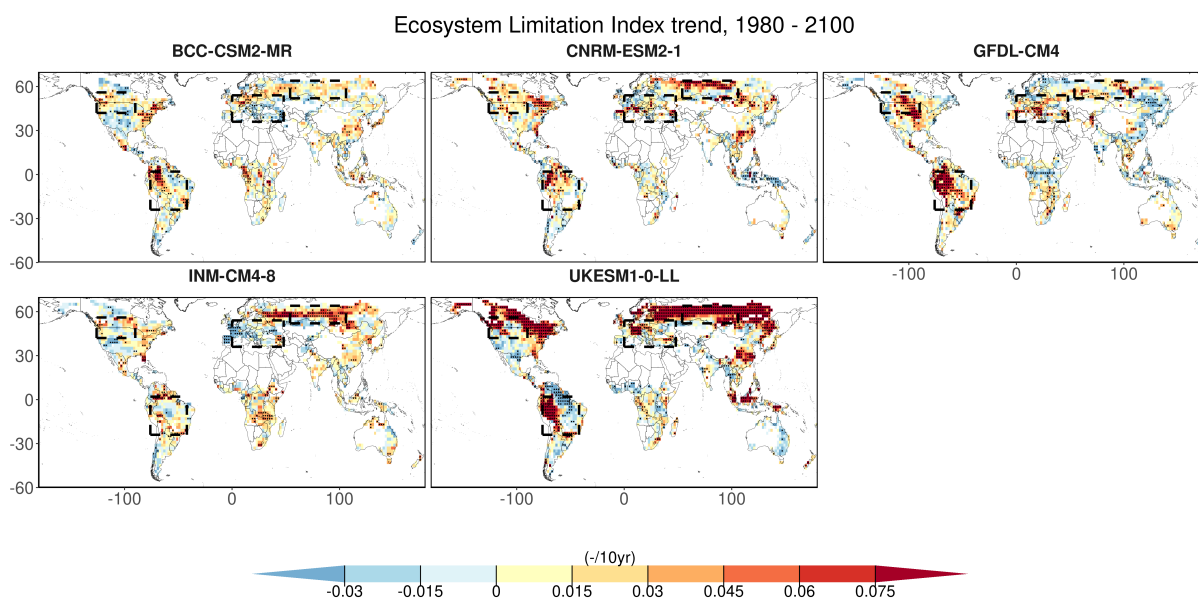 Ecosystem Limitation Index trend, 1980 - 2100
BCC-CSM2-MR CNRM-ESM2-1 GFDL-CM4
60
30
0
-30
-60
-100 0 100
INM-CM4-8 UKESM1-0-LL
60
30
0
-30
-60
-100 0 100 -100 0 100
(-/10yr)
-0.03 -0.015 0 0.015 0.03 0.045 0.06 0.075